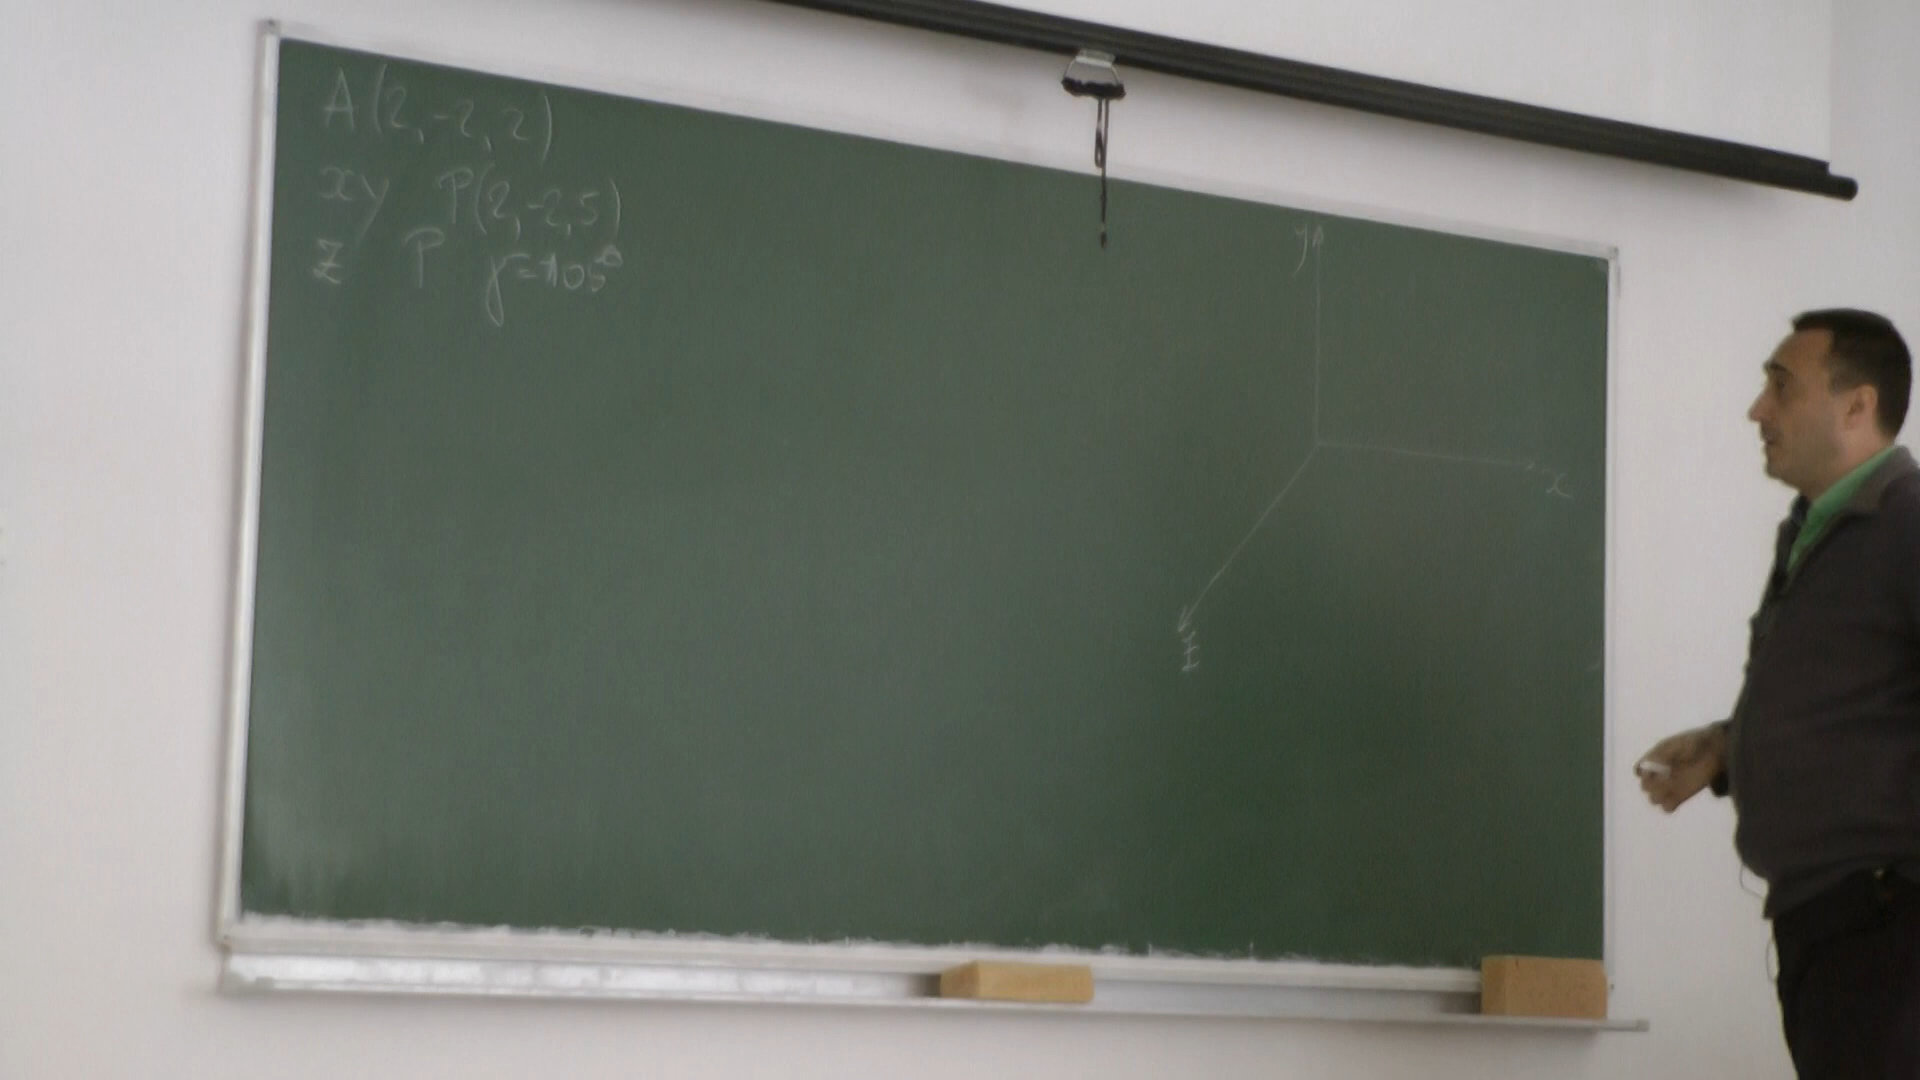 A(2,-2,2)
xy P(2,-2,5)
z P γ=105°
y
x
z